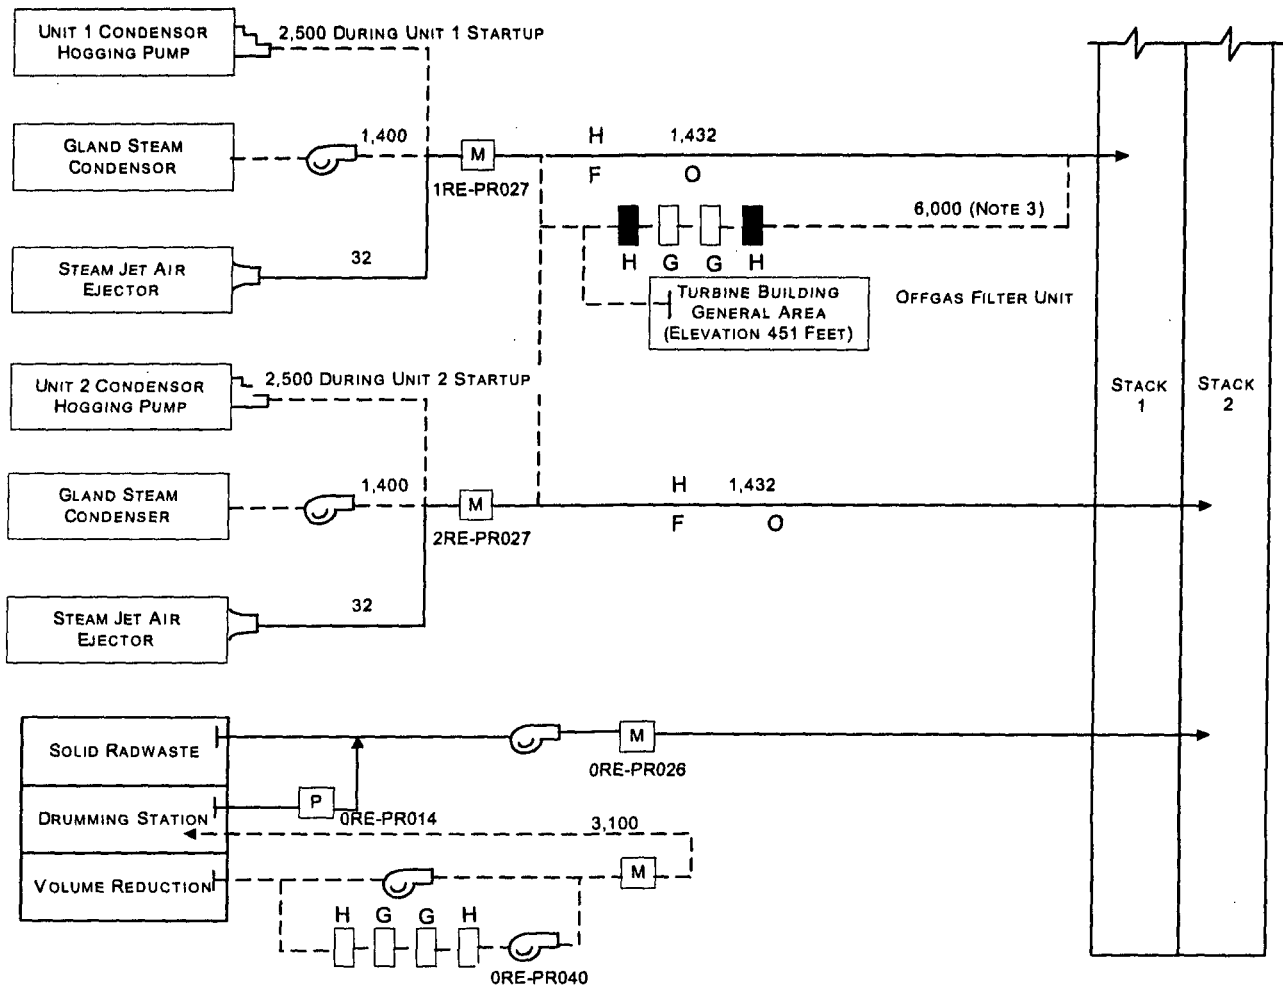 UNIT 1 CONDENSOR
HOGGING PUMP
2,500 DURING UNIT 1 STARTUP
GLAND STEAM
CONDENSOR
1,400
M
1RE-PR027
H
1,432
F
O
6,000 (NOTE 3)
H G G H
STEAM JET AIR
EJECTOR
32
TURBINE BUILDING
GENERAL AREA
(ELEVATION 451 FEET)
OFFGAS FILTER UNIT
UNIT 2 CONDENSOR
HOGGING PUMP
2,500 DURING UNIT 2 STARTUP
STACK
1
STACK
2
GLAND STEAM
CONDENSER
1,400
M
2RE-PR027
H
1,432
F
O
STEAM JET AIR
EJECTOR
32
SOLID RADWASTE
M
0RE-PR026
DRUMMING STATION
P
0RE-PR014
3,100
VOLUME REDUCTION
M
H G G H
0RE-PR040